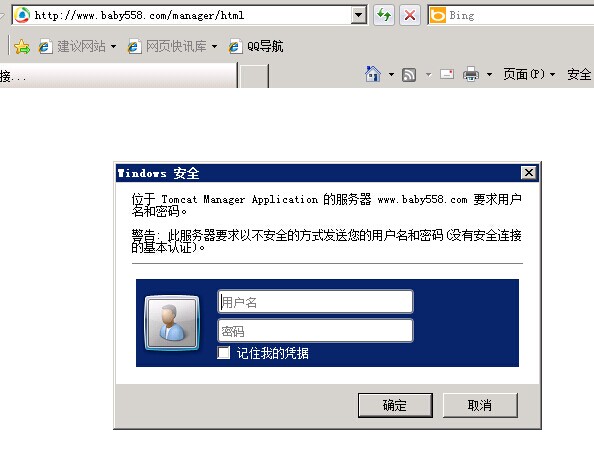 http://www.baby558.com/manager/html
Bing
建议网站
网页快讯库
QQ导航
接...
页面(P)
安全
Windows 安全
位于 Tomcat Manager Application 的服务器 www.baby558.com 要求用户
名和密码。
警告: 此服务器要求以不安全的方式发送您的用户名和密码(没有安全连接
的基本认证)。
用户名
密码
记住我的凭据
确定
取消